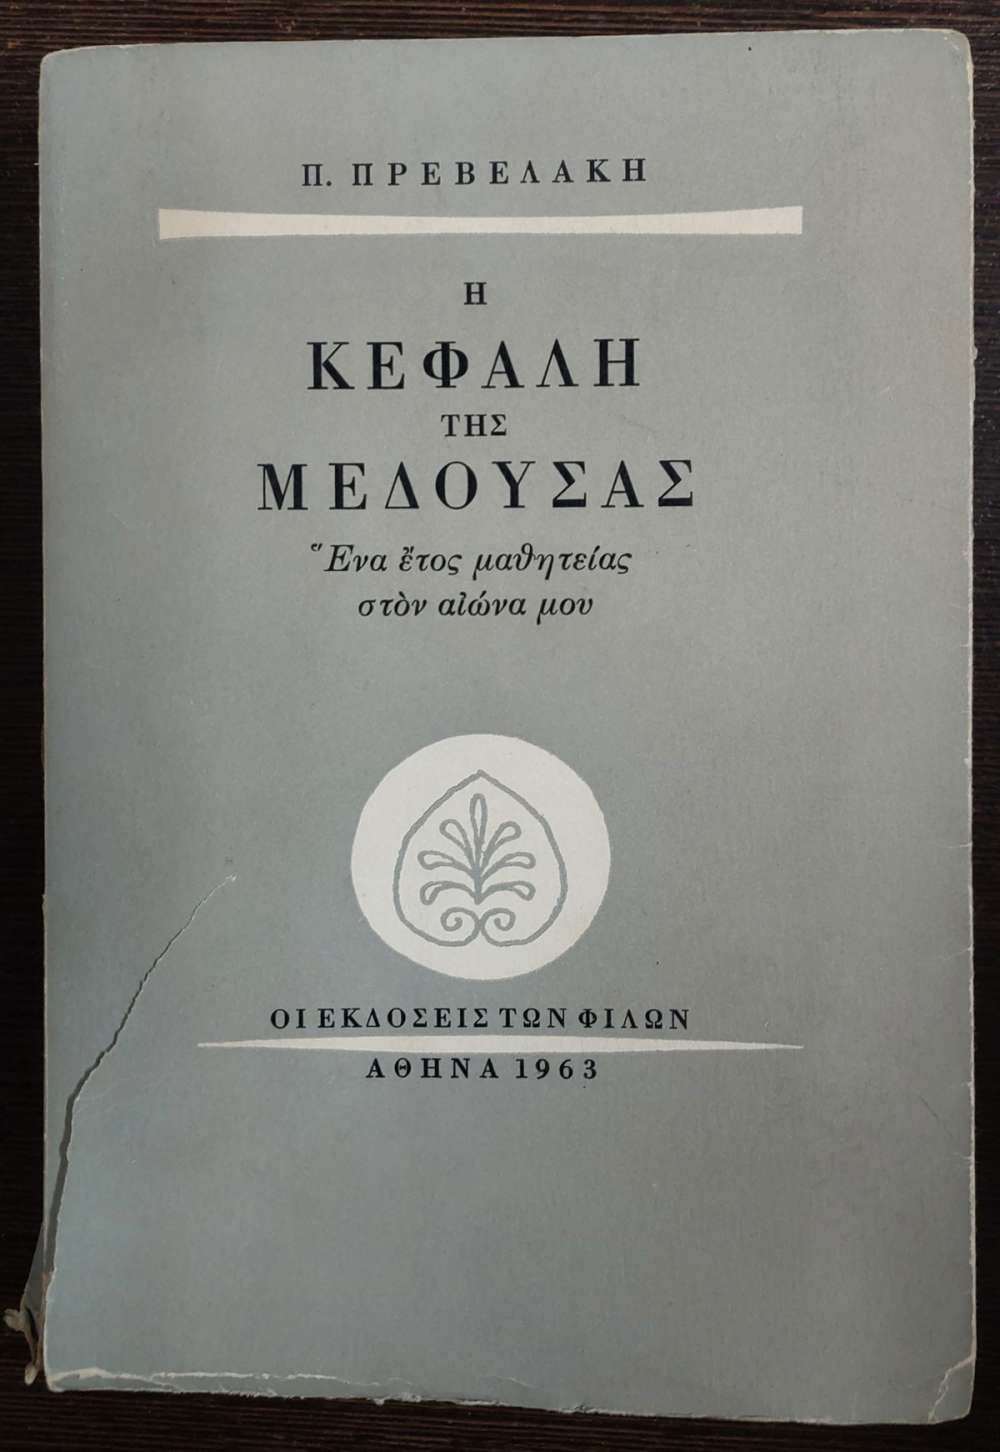 Π. ΠΡΕΒΕΛΑΚΗ
Η
ΚΕΦΑΛΗ
ΤΗΣ
ΜΕΔΟΥΣΑΣ
Ἕνα ἔτος μαθητείας
στὸν αἰώνα μου
ΟΙ ΕΚΔΟΣΕΙΣ ΤΩΝ ΦΙΛΩΝ
ΑΘΗΝΑ 1963